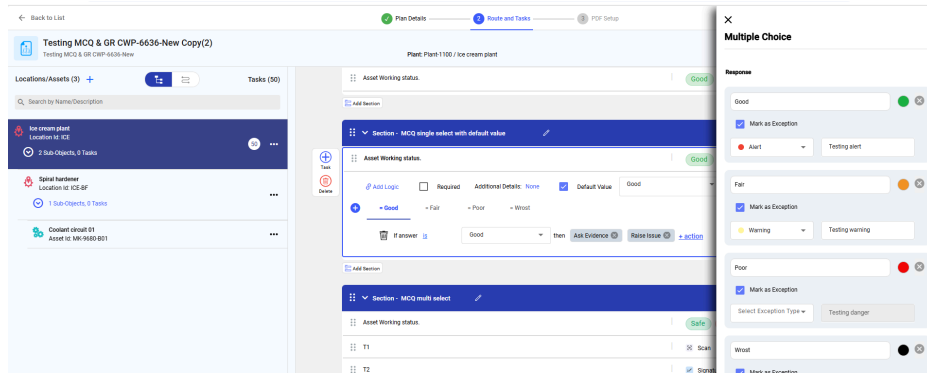 Back to List
Plan Details
2 Route and Tasks
3 PDF Setup
Testing MCQ & GR CWP-6636-New Copy(2)
Testing MCQ & GR CWP-6636-New
Plant: Plant-1100 / Ice cream plant
Locations/Assets (3) +
Tasks (50)
Search by Name/Description
Ice cream plant
Location Id: ICE
50
2 Sub-Objects, 0 Tasks
Spiral hardener
Location Id: ICE-BF
1 Sub-Objects, 0 Tasks
Coolant circuit 01
Asset Id: MK-9680-B01
Task
Delete
Asset Working status.
Good
Add Section
Section - MCQ single select with default value
Asset Working status.
Good
Add Logic
Required
Additional Details: None
Default Value
Good
= Good
= Fair
= Poor
= Wrost
If answer is
Good
then
Ask Evidence
Raise Issue
+ action
Add Section
Section - MCQ multi select
Asset Working status.
Safe
T1
Scan
T2
Multiple Choice
Response
Good
Mark as Exception
Alert
Testing alert
Fair
Mark as Exception
Warning
Testing warning
Poor
Mark as Exception
Select Exception Type
Testing danger
Wrost
Mark as Exception